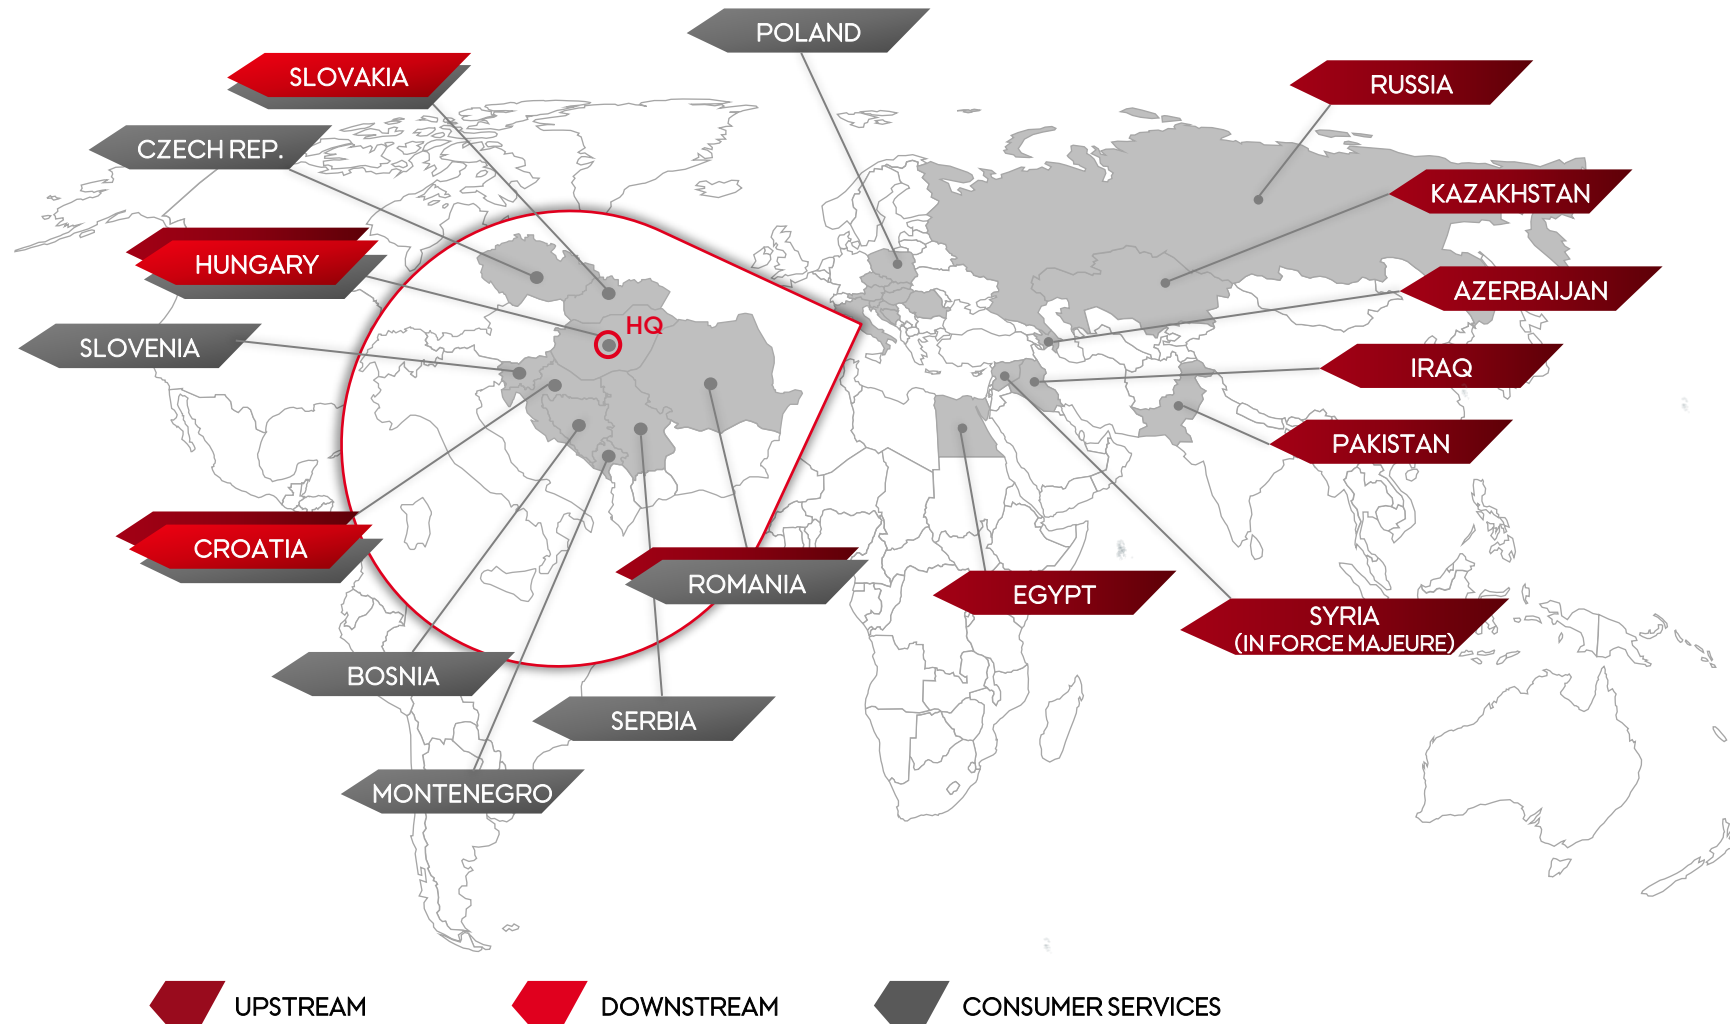 POLAND
SLOVAKIA
RUSSIA
CZECH REP.
KAZAKHSTAN
HUNGARY
AZERBAIJAN
HQ
SLOVENIA
IRAQ
PAKISTAN
CROATIA
ROMANIA
EGYPT
SYRIA
(IN FORCE MAJEURE)
BOSNIA
SERBIA
MONTENEGRO
UPSTREAM
DOWNSTREAM
CONSUMER SERVICES